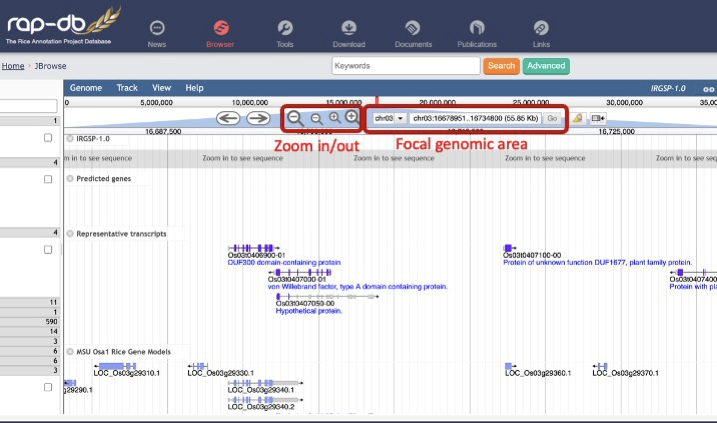 rap-db
The Rice Annotation Project Database
News
Browser
Tools
Download
Documents
Publications
Links
Home › JBrowse
Keywords
Search
Advanced
Genome Track View Help
IRGSP-1.0
0 5,000,000 10,000,000 15,000,000 20,000,000 25,000,000 30,000,000 35,000,
chr03
chr03:16678951..16734800 (55.85 Kb)
Go
16,687,500
16,725,000
Zoom in/out
Focal genomic area
1
IRGSP-1.0
m in to see sequence Zoom in to see sequence Zoom in to see sequence Zoom in to see sequence Zoom in to se
4
Predicted genes
4
Representative transcripts
Os03t0406900-01
DUF300 domain-containing protein
Os03t0407000-01
von Willebrand factor, type A domain containing protein.
Os03t0407050-00
Hypothetical protein.
Os03t0407100-00
Protein of unknown function DUF1677, plant family protein.
Os03t0407400
Protein with pla
11
1
590
14
3
6
6
3
MSU Osa1 Rice Gene Models
LOC_Os03g29310.1
LOC_Os03g29330.1
LOC_Os03g29360.1
LOC_Os03g29370.1
g29290.1
LOC_Os03g29340.1
LOC_Os03g29340.2